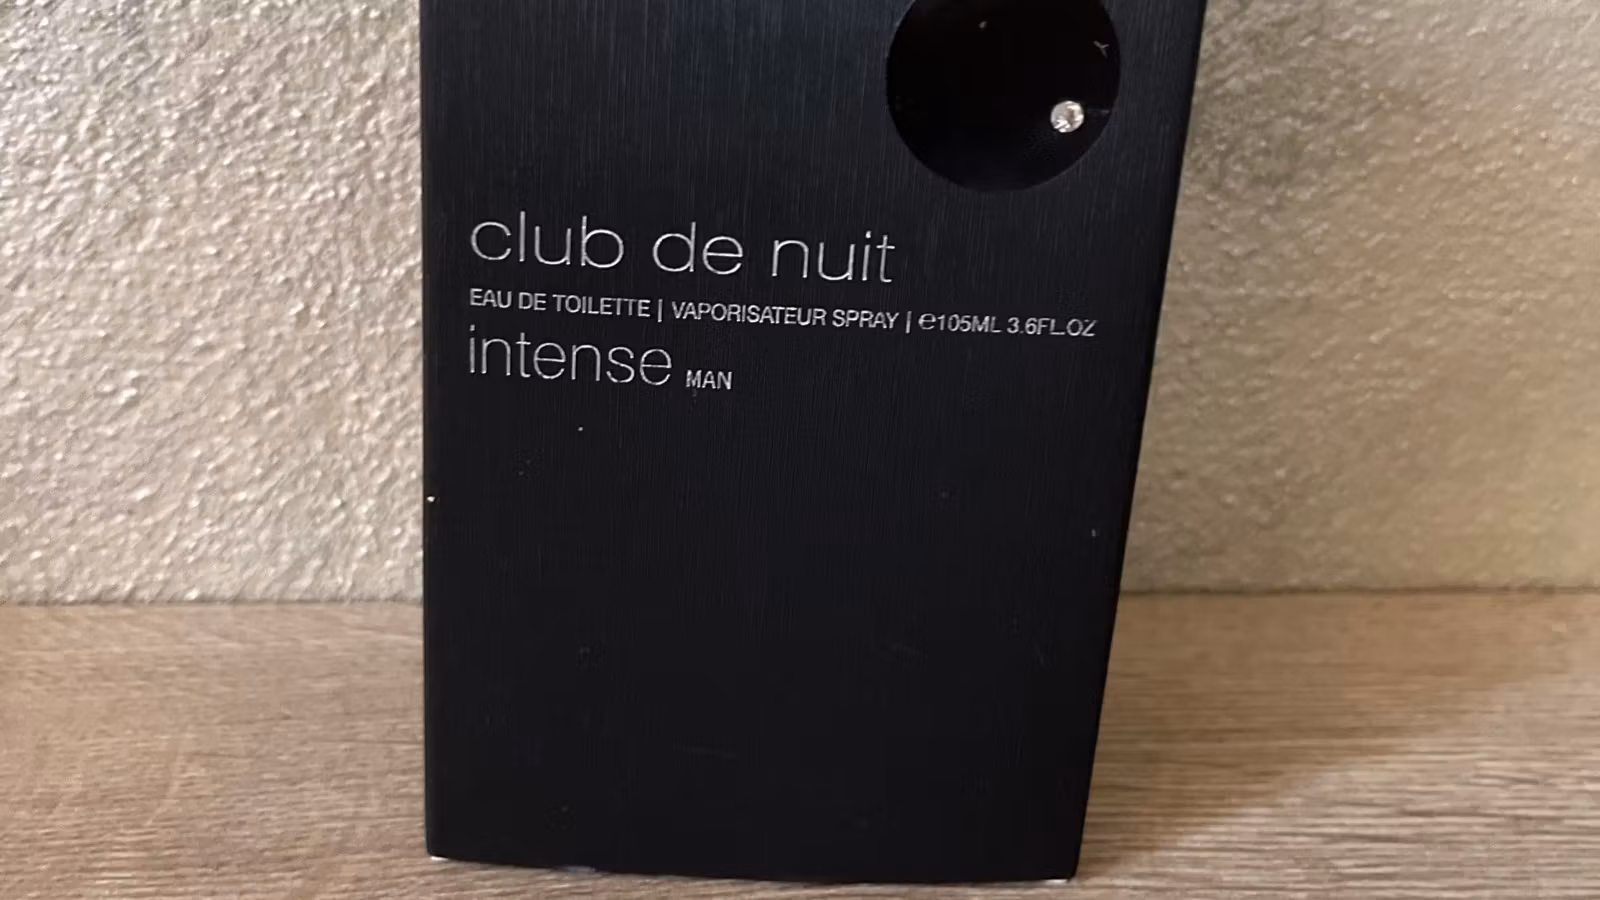 club de nuit
EAU DE TOILETTE | VAPORISATEUR SPRAY | ℮105ML 3.6FL.OZ
intense MAN